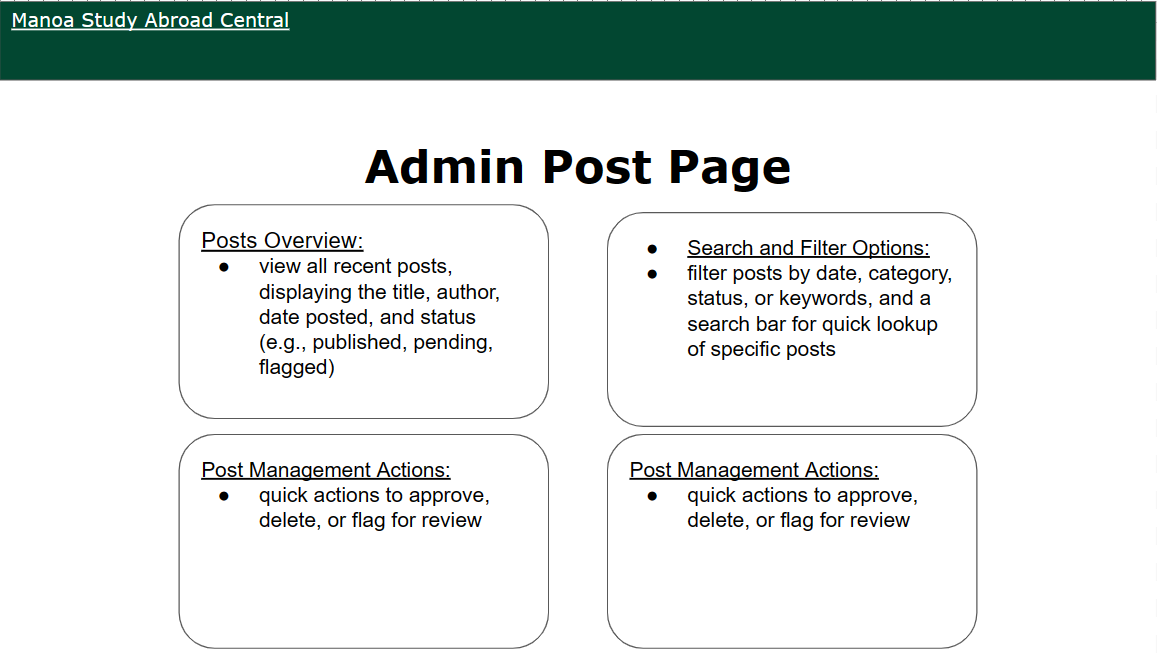 Manoa Study Abroad Central
Admin Post Page
Posts Overview:
● view all recent posts,
displaying the title, author,
date posted, and status
(e.g., published, pending,
flagged)
● Search and Filter Options:
● filter posts by date, category,
status, or keywords, and a
search bar for quick lookup
of specific posts
Post Management Actions:
● quick actions to approve,
delete, or flag for review
Post Management Actions:
● quick actions to approve,
delete, or flag for review